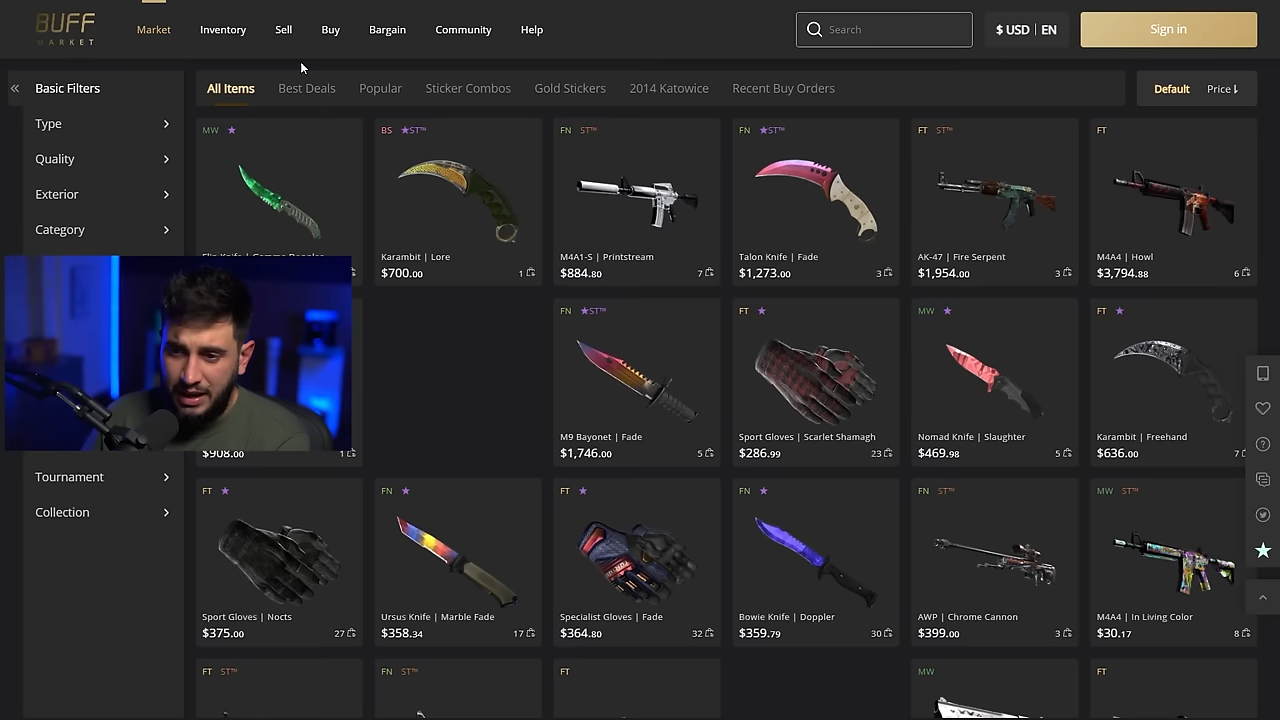 BUFF
MARKET
Market
Inventory
Sell
Buy
Bargain
Community
Help
Search
$ USD | EN
Sign in
Basic Filters
Type
Quality
Exterior
Category
Tournament
Collection
All Items
Best Deals
Popular
Sticker Combos
Gold Stickers
2014 Katowice
Recent Buy Orders
Default
Price
MW ★
BS ★ST™
Karambit | Lore
$700.00 1
FN ST™
M4A1-S | Printstream
$884.80 7
FN ★ST™
Talon Knife | Fade
$1,273.00 3
FT ST™
AK-47 | Fire Serpent
$1,954.00 3
FT
M4A4 | Howl
$3,794.88 6
$908.00 1
FN ★ST™
M9 Bayonet | Fade
$1,746.00 5
FT ★
Sport Gloves | Scarlet Shamagh
$286.99 23
MW ★
Nomad Knife | Slaughter
$469.98 5
FT ★
Karambit | Freehand
$636.00 7
FT ★
Sport Gloves | Nocts
$375.00 27
FN ★
Ursus Knife | Marble Fade
$358.34 17
FT ★
Specialist Gloves | Fade
$364.80 32
FN ★
Bowie Knife | Doppler
$359.79 30
FN ST™
AWP | Chrome Cannon
$399.00 3
MW ST™
M4A4 | In Living Color
$30.17 8
FT ST™
FN ST™
FT
MW
FT